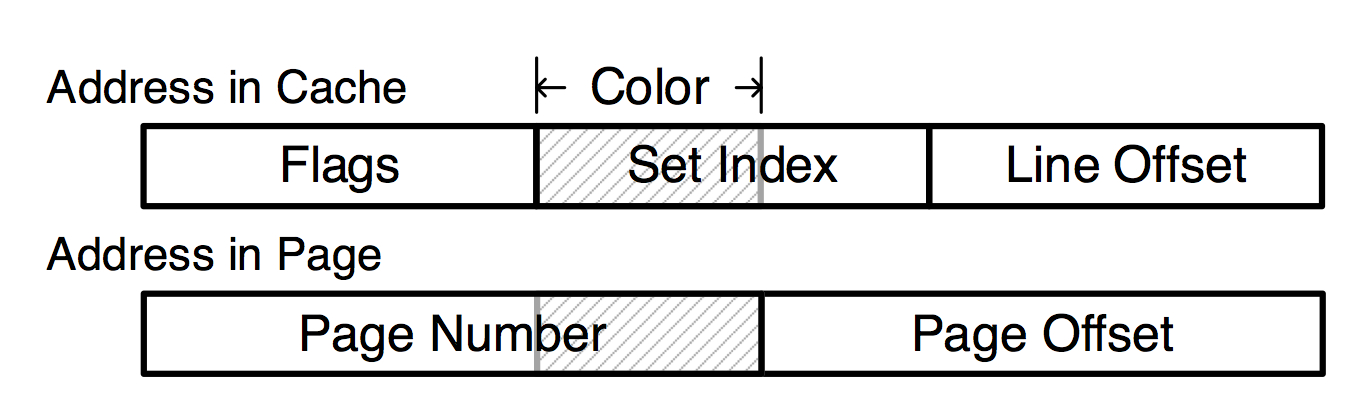 Color
Address in Cache
Flags
Set Index
Line Offset
Address in Page
Page Number
Page Offset